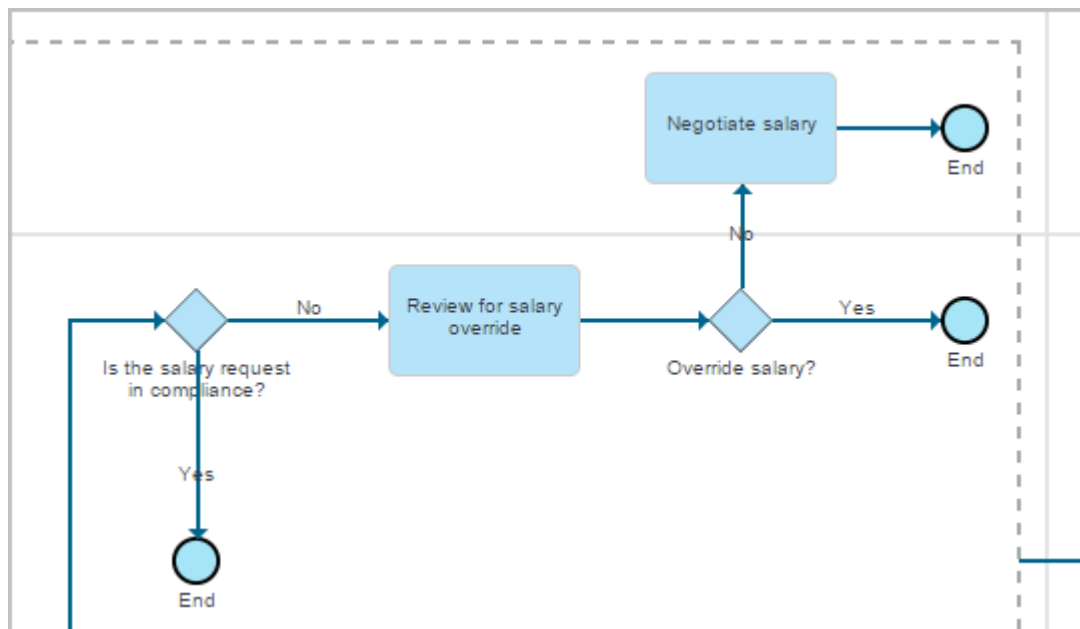 Negotiate salary
End
No
No
Review for salary
override
Yes
Is the salary request
in compliance?
Override salary?
End
Yes
End